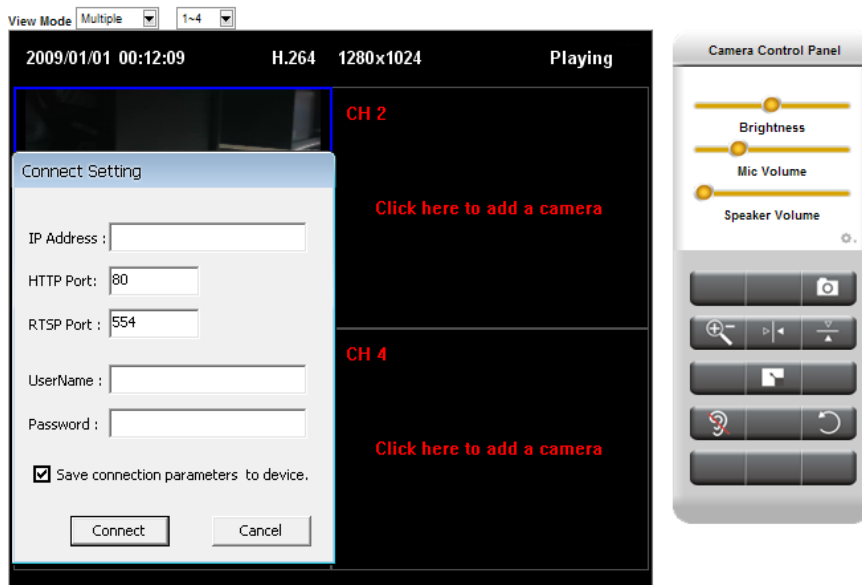 View Mode Multiple 1~4
2009/01/01 00:12:09 H.264 1280x1024 Playing
CH 2
Click here to add a camera
CH 4
Click here to add a camera
Connect Setting
IP Address :
HTTP Port: 80
RTSP Port : 554
UserName :
Password :
Save connection parameters to device.
Connect Cancel
Camera Control Panel
Brightness
Mic Volume
Speaker Volume